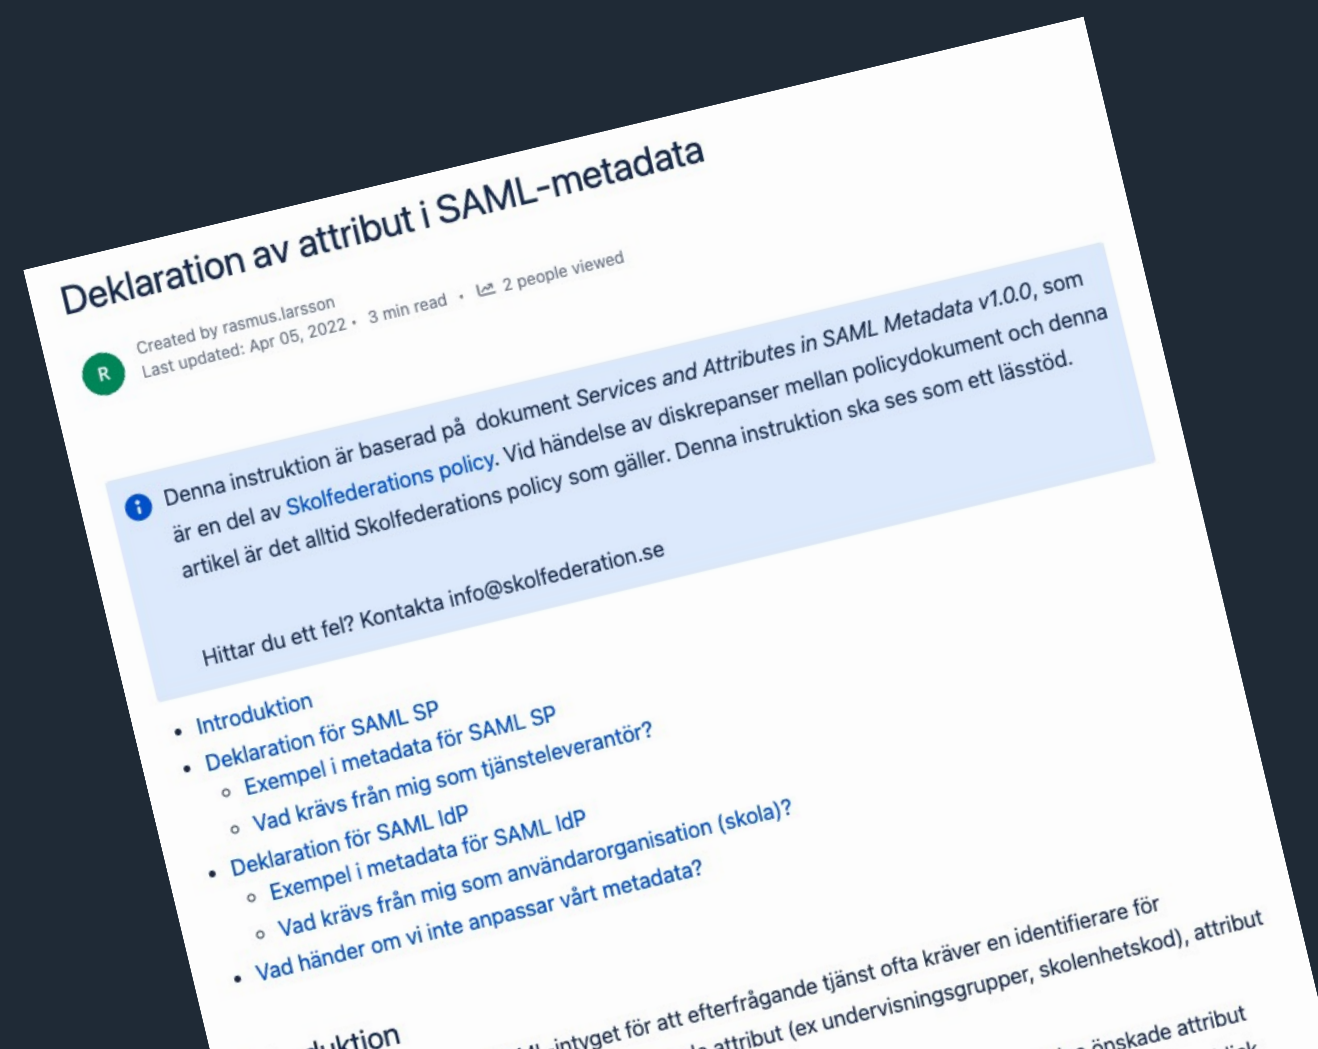 Deklaration av attribut i SAML-metadata
R
Created by rasmus.larsson
Last updated: Apr 05, 2022 • 3 min read • 2 people viewed
Denna instruktion är baserad på dokument Services and Attributes in SAML Metadata v1.0.0, som
är en del av Skolfederations policy. Vid händelse av diskrepanser mellan policydokument och denna
artikel är det alltid Skolfederations policy som gäller. Denna instruktion ska ses som ett lässtöd.
Hittar du ett fel? Kontakta info@skolfederation.se
• Introduktion
• Deklaration för SAML SP
○ Exempel i metadata för SAML SP
○ Vad krävs från mig som tjänsteleverantör?
• Deklaration för SAML IdP
○ Exempel i metadata för SAML IdP
○ Vad krävs från mig som användarorganisation (skola)?
• Vad händer om vi inte anpassar vårt metadata?
för att efterfrågande tjänst ofta kräver en identifierare för
attribut (ex undervisningsgrupper, skolenhetskod), attribut
önskade attribut